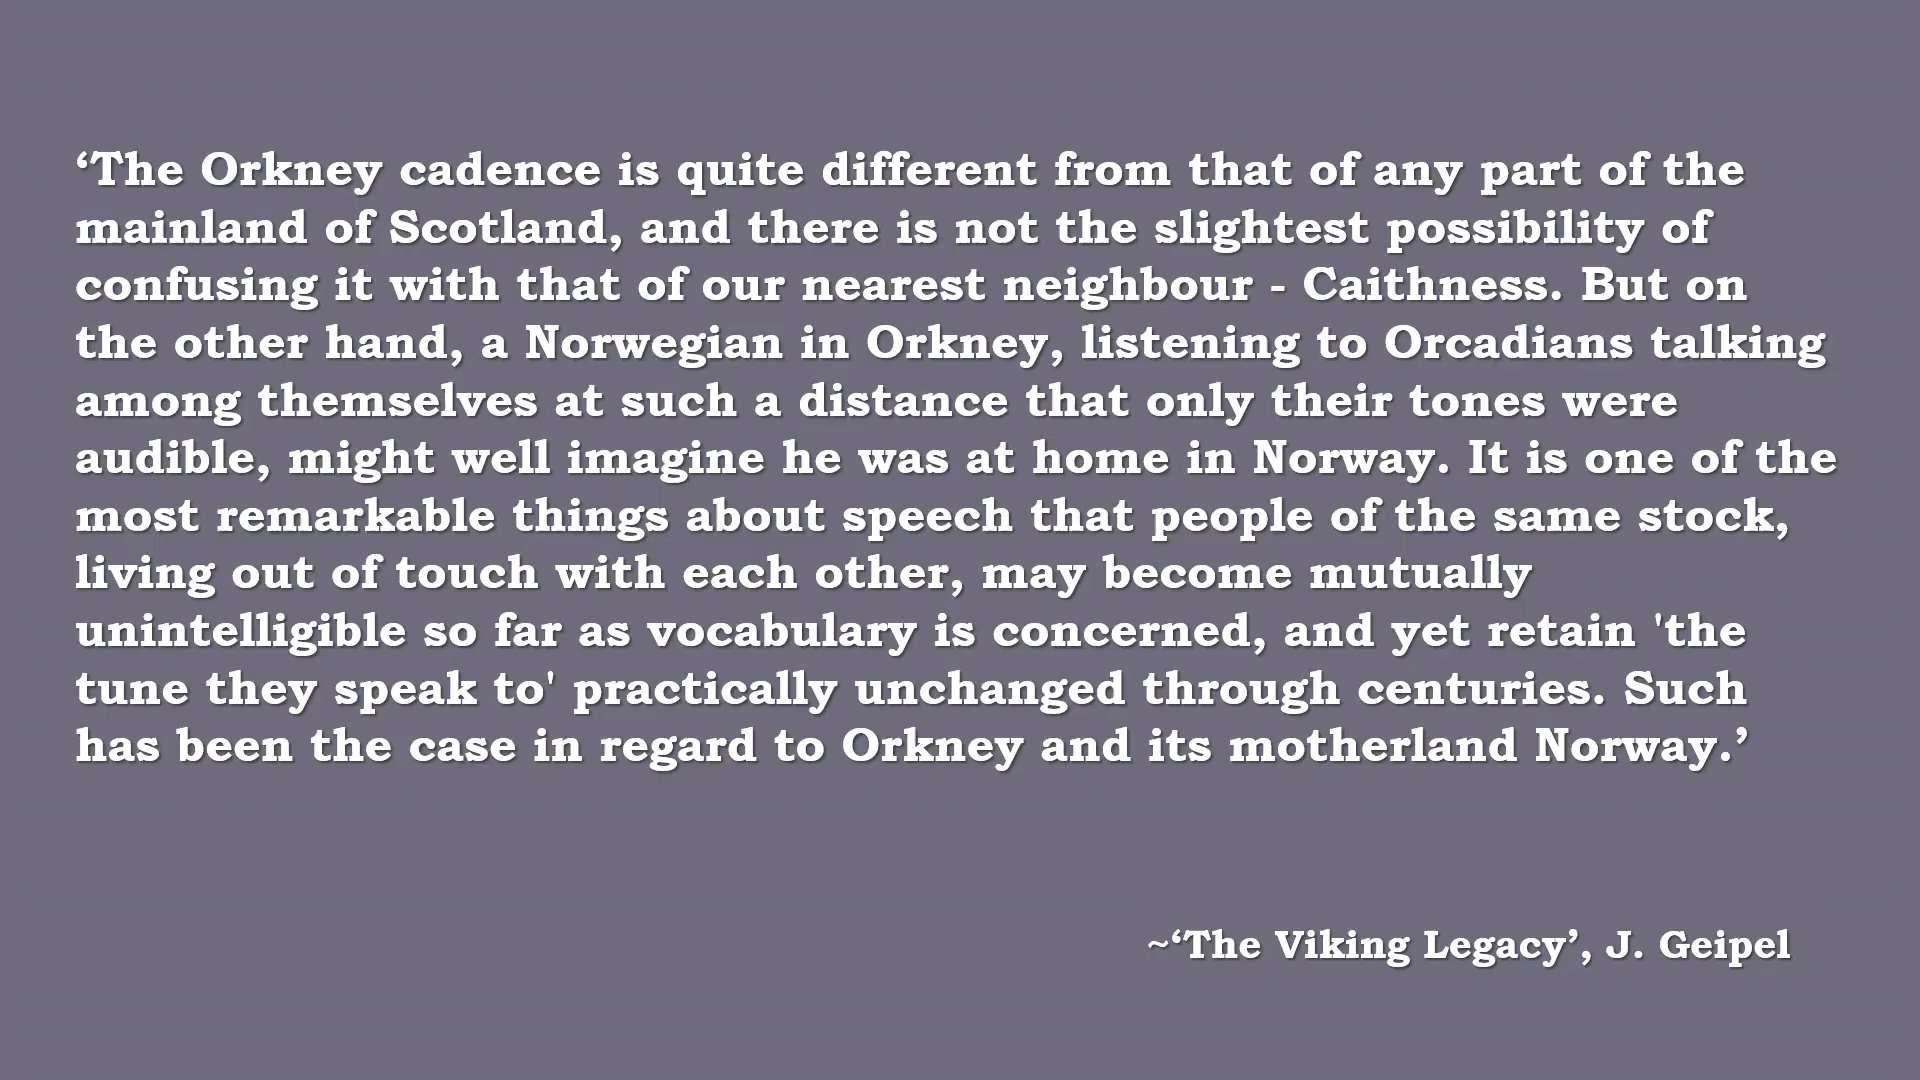 ‘The Orkney cadence is quite different from that of any part of the
mainland of Scotland, and there is not the slightest possibility of
confusing it with that of our nearest neighbour - Caithness. But on
the other hand, a Norwegian in Orkney, listening to Orcadians talking
among themselves at such a distance that only their tones were
audible, might well imagine he was at home in Norway. It is one of the
most remarkable things about speech that people of the same stock,
living out of touch with each other, may become mutually
unintelligible so far as vocabulary is concerned, and yet retain 'the
tune they speak to' practically unchanged through centuries. Such
has been the case in regard to Orkney and its motherland Norway.’
~‘The Viking Legacy’, J. Geipel